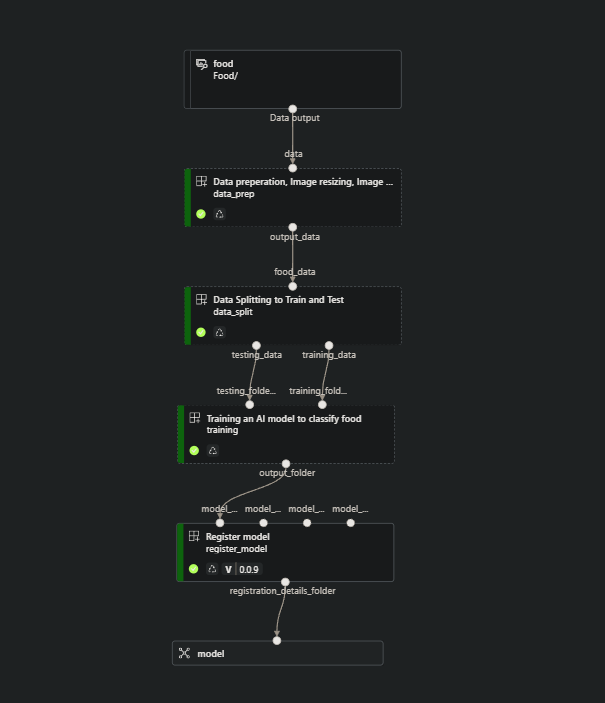 food
Food/
Data output
data
Data preperation, Image resizing, Image ...
data_prep
output_data
food_data
Data Splitting to Train and Test
data_split
testing_data
training_data
testing_folde...
training_fold...
Training an AI model to classify food
training
output_folder
model_...
model_...
model_...
model_...
Register model
register_model
V 0.0.9
registration_details_folder
model